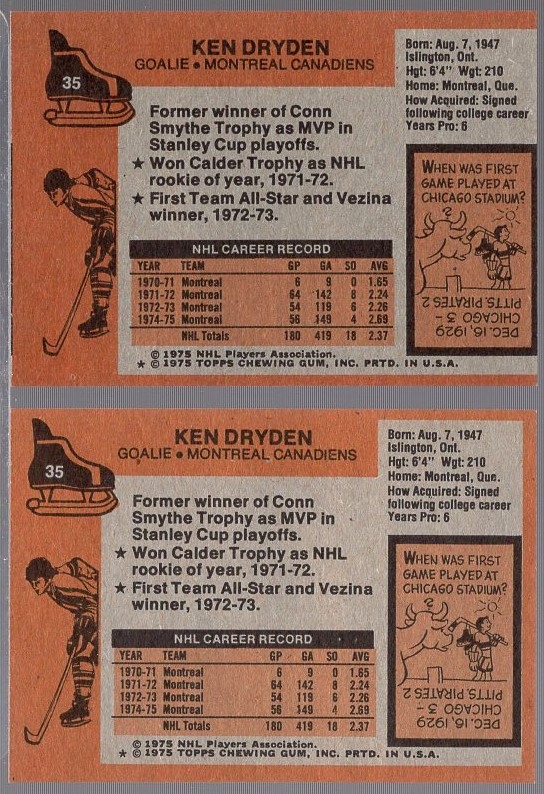 35
KEN DRYDEN
GOALIE • MONTREAL CANADIENS
Born: Aug. 7, 1947
Islington, Ont.
Hgt: 6'4" Wgt: 210
Home: Montreal, Que.
How Acquired: Signed
following college career
Years Pro: 6
Former winner of Conn
Smythe Trophy as MVP in
Stanley Cup playoffs.
★ Won Calder Trophy as NHL
rookie of year, 1971-72.
★ First Team All-Star and Vezina
winner, 1972-73.
WHEN WAS FIRST
GAME PLAYED AT
CHICAGO STADIUM?
?
DEC. 16, 1929
CHICAGO 3 -
PITTS. PIRATES 2
NHL CAREER RECORD
YEAR TEAM GP GA SO AVG
1970-71 Montreal 6 9 0 1.65
1971-72 Montreal 64 142 8 2.24
1972-73 Montreal 54 119 6 2.26
1974-75 Montreal 56 149 4 2.69
NHL Totals 180 419 18 2.37
© 1975 NHL Players Association.
* © 1975 TOPPS CHEWING GUM, INC. PRTD. IN U.S.A.
35
KEN DRYDEN
GOALIE • MONTREAL CANADIENS
Born: Aug. 7, 1947
Islington, Ont.
Hgt: 6'4" Wgt: 210
Home: Montreal, Que.
How Acquired: Signed
following college career
Years Pro: 6
Former winner of Conn
Smythe Trophy as MVP in
Stanley Cup playoffs.
★ Won Calder Trophy as NHL
rookie of year, 1971-72.
★ First Team All-Star and Vezina
winner, 1972-73.
WHEN WAS FIRST
GAME PLAYED AT
CHICAGO STADIUM?
?
DEC. 16, 1929
CHICAGO 3 -
PITTS. PIRATES 2
NHL CAREER RECORD
YEAR TEAM GP GA SO AVG
1970-71 Montreal 6 9 0 1.65
1971-72 Montreal 64 142 8 2.24
1972-73 Montreal 54 119 6 2.26
1974-75 Montreal 56 149 4 2.69
NHL Totals 180 419 18 2.37
© 1975 NHL Players Association.
* © 1975 TOPPS CHEWING GUM, INC. PRTD. IN U.S.A.